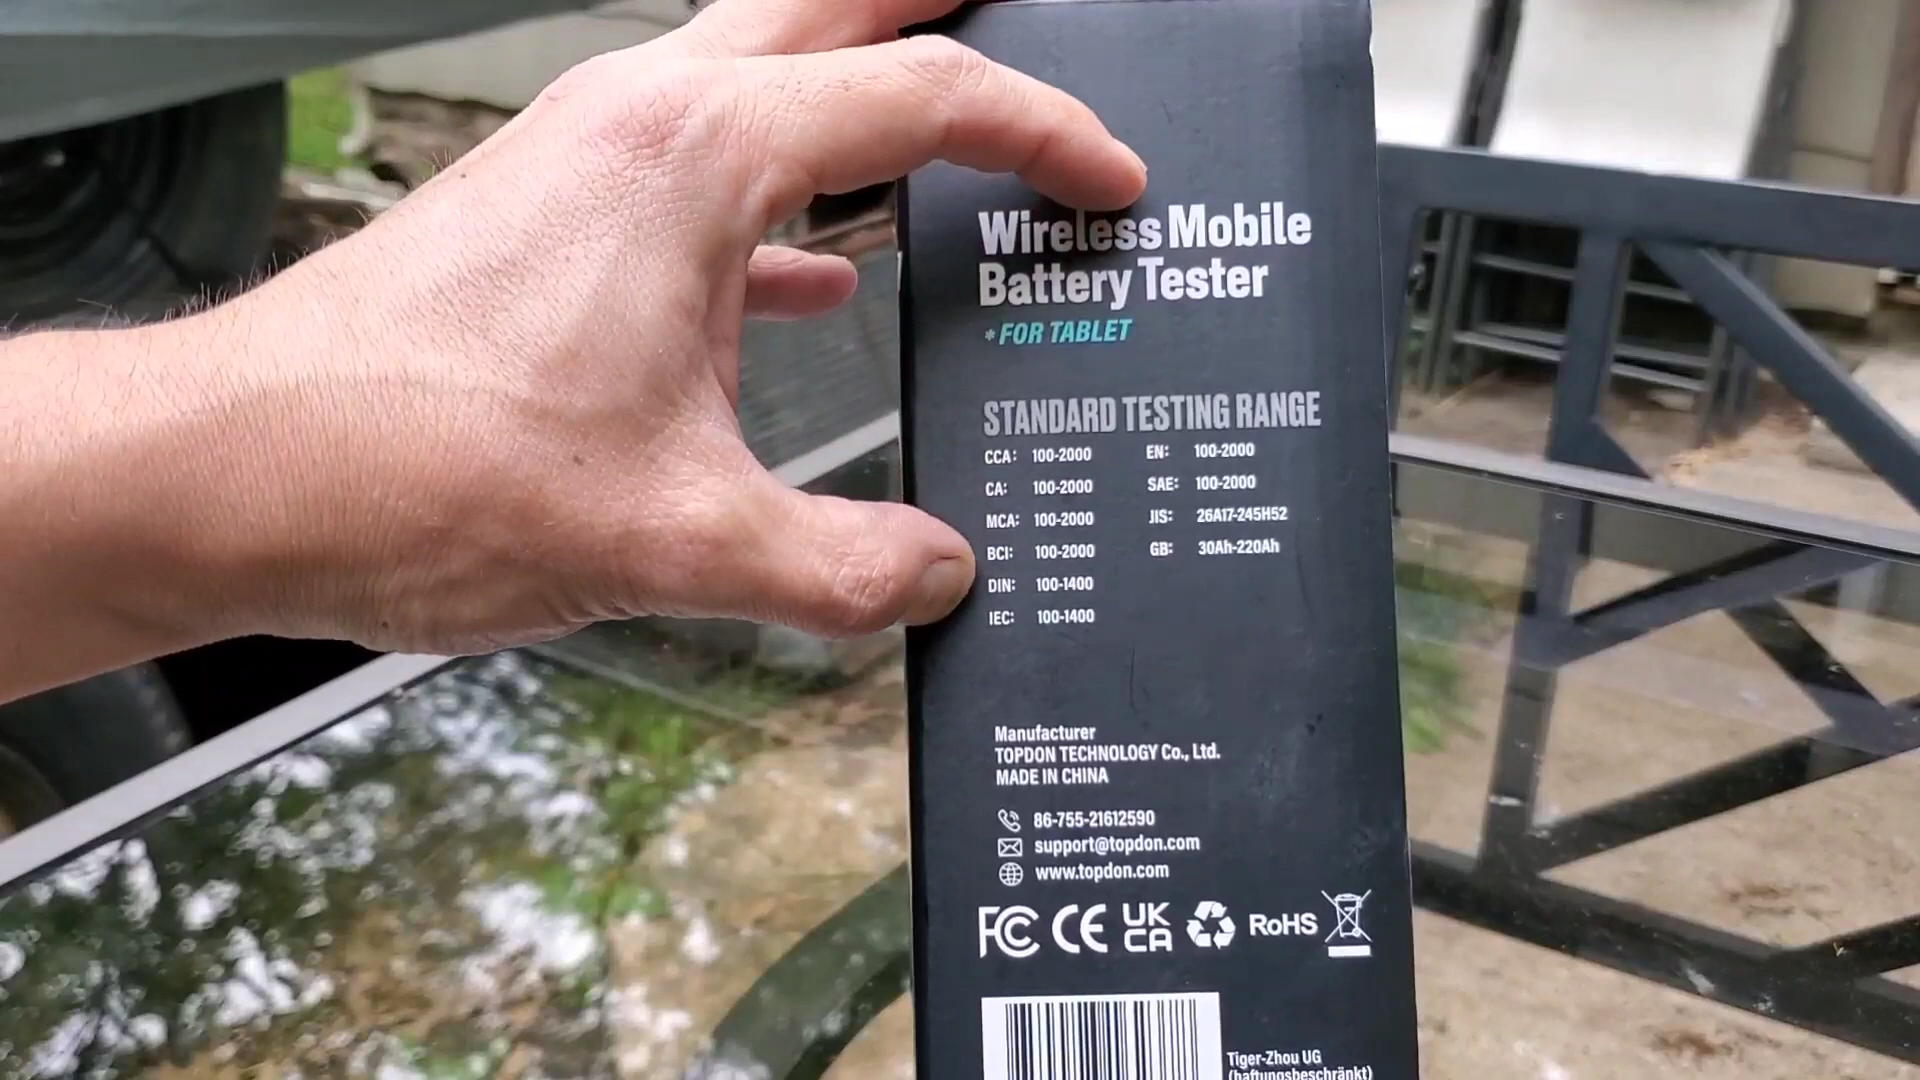 Wireless Mobile
Battery Tester
*FOR TABLET
STANDARD TESTING RANGE
CCA: 100-2000 EN: 100-2000
CA: 100-2000 SAE: 100-2000
MCA: 100-2000 JIS: 26A17-245H52
BCI: 100-2000 GB: 30Ah-220Ah
DIN: 100-1400
IEC: 100-1400
Manufacturer
TOPDON TECHNOLOGY Co., Ltd.
MADE IN CHINA
86-755-21612590
support@topdon.com
www.topdon.com
FC CE UK CA RoHS
Tiger-Zhou UG
(haftungsbeschränkt)